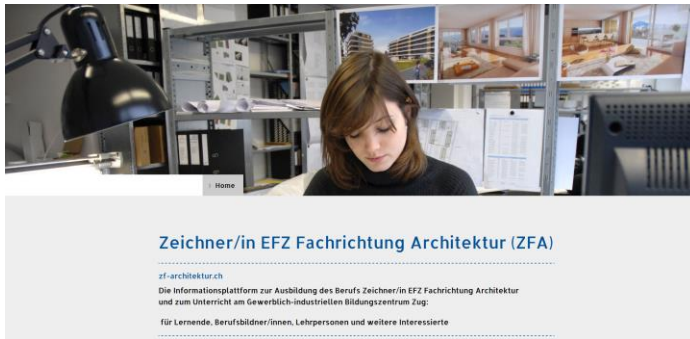 Home
Zeichner/in EFZ Fachrichtung Architektur (ZFA)
zf-architektur.ch
Die Informationsplattform zur Ausbildung des Berufs Zeichner/in EFZ Fachrichtung Architektur
und zum Unterricht am Gewerblich-industriellen Bildungszentrum Zug:
für Lernende, Berufsbildner/innen, Lehrpersonen und weitere Interessierte